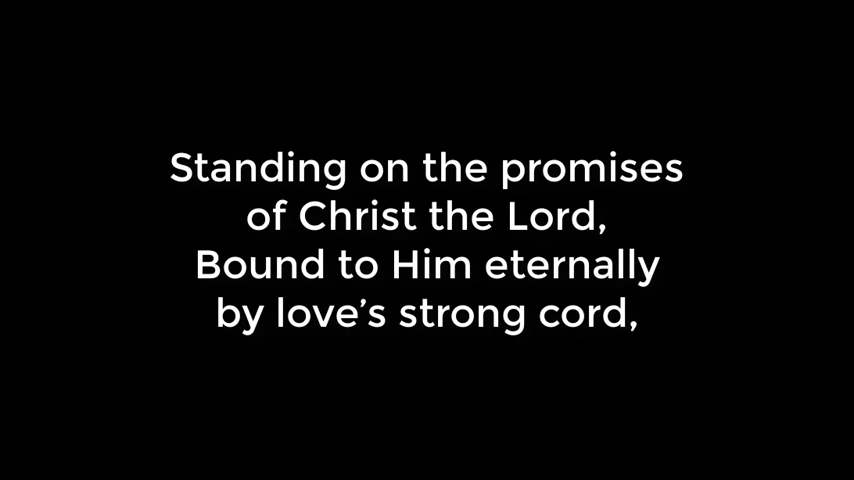 Standing on the promises
of Christ the Lord,
Bound to Him eternally
by love’s strong cord,